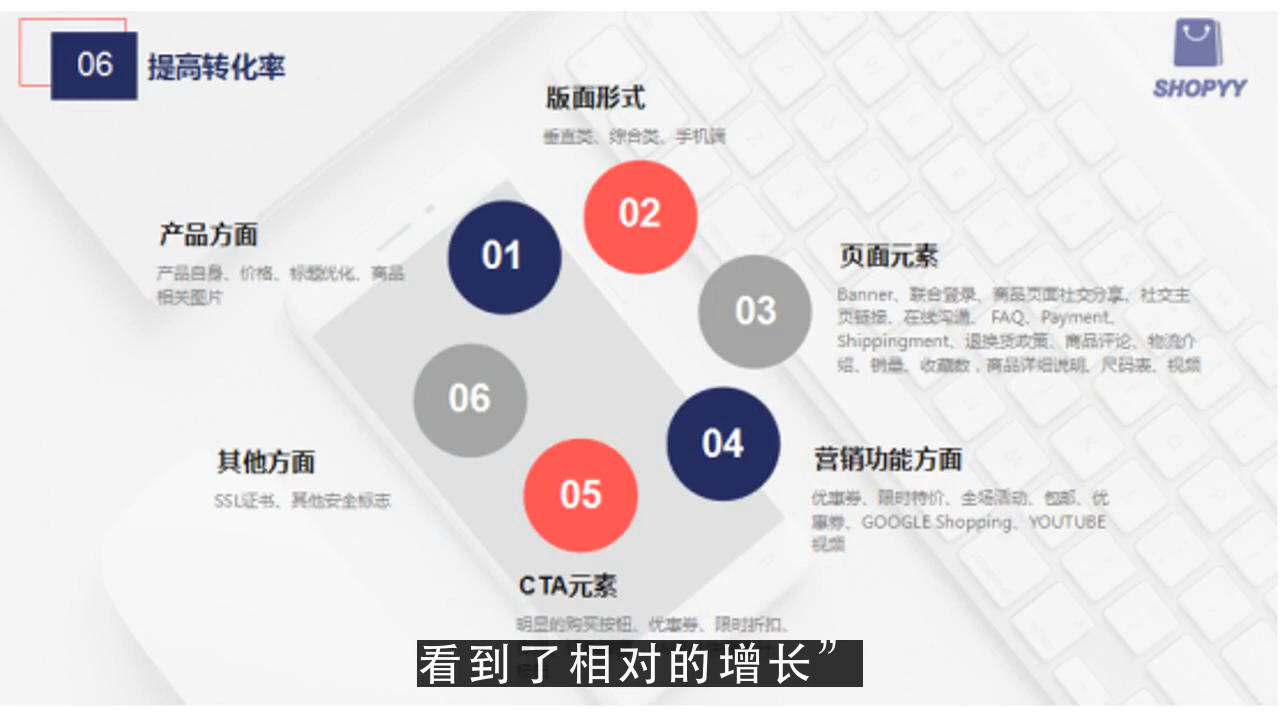 06
提高转化率
SHOPYY
版面形式
垂直类、综合类、手机端
02
01
产品方面
产品自身、价格、标题优化、商品
相关图片
03
页面元素
Banner、联合登录、商品页面社交分享、社交主
页链接、在线沟通、 FAQ、Payment、
Shippingment、退换货政策、商品评论、物流介
绍、销量、收藏数，商品详细说明、尺码表、视频
06
04
其他方面
SSL证书、其他安全标志
营销功能方面
优惠券、限时特价、全场活动、包邮、优
惠券、GOOGLE Shopping、YOUTUBE
视频
05
CTA元素
明显的购买按钮、优惠券、限时折扣、
看到了相对的增长”